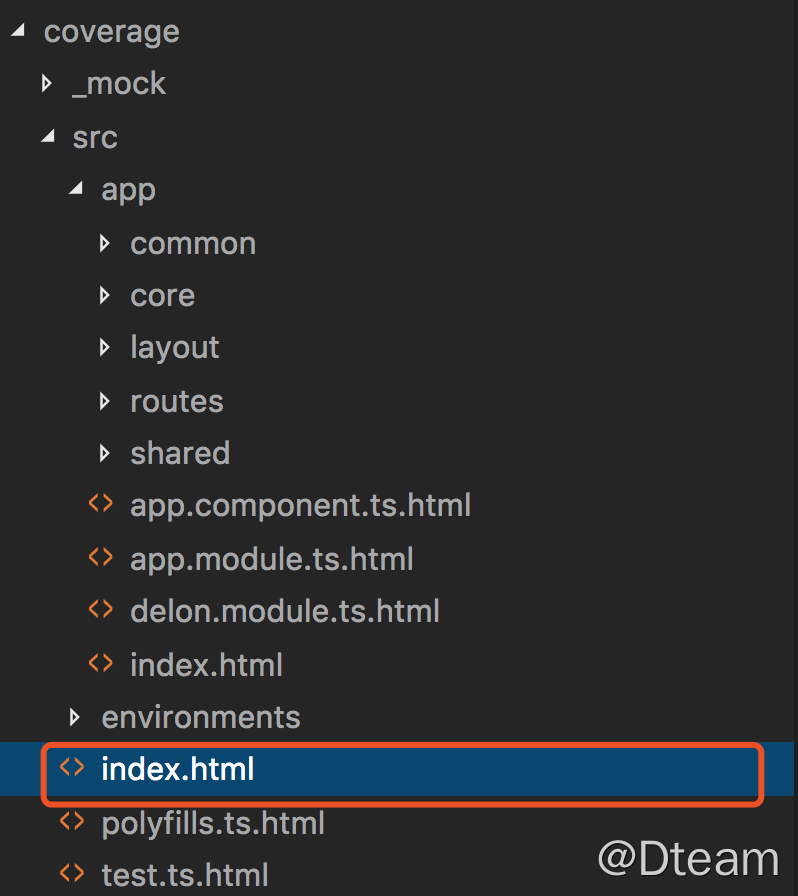 coverage
_mock
src
app
common
core
layout
routes
shared
app.component.ts.html
app.module.ts.html
delon.module.ts.html
index.html
environments
index.html
polyfills.ts.html
test.ts.html
@Dteam